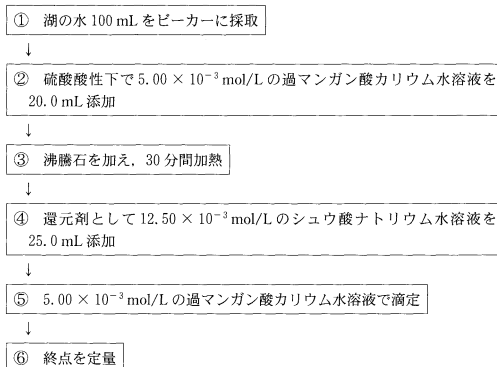 ① 湖の水 100 mL をビーカーに採取
↓
② 硫酸酸性下で 5.00 × 10⁻³ mol/L の過マンガン酸カリウム水溶液を
20.0 mL 添加
↓
③ 沸騰石を加え,30 分間加熱
↓
④ 還元剤として 12.50 × 10⁻³ mol/L のシュウ酸ナトリウム水溶液を
25.0 mL 添加
↓
⑤ 5.00 × 10⁻³ mol/L の過マンガン酸カリウム水溶液で滴定
↓
⑥ 終点を定量